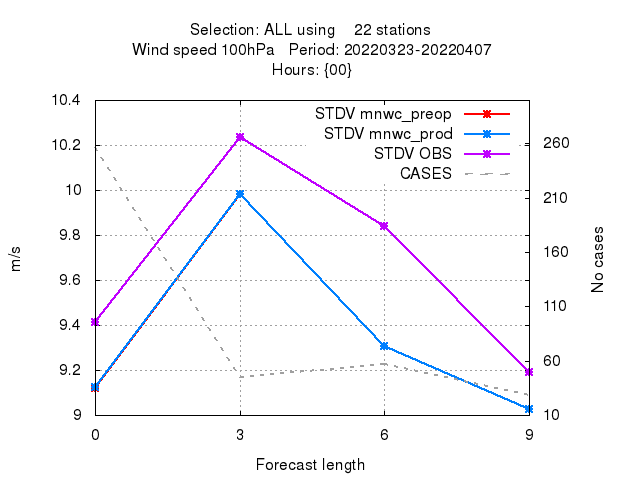 Selection: ALL using    22 stations
Wind speed 100hPa   Period: 20220323-20220407
Hours: {00}
STDV mnwc_preop
STDV mnwc_prod
STDV OBS
CASES
10.4
10.2
10
9.8
9.6
9.4
9.2
9
m/s
260
210
160
110
60
10
No cases
0 3 6 9
Forecast length